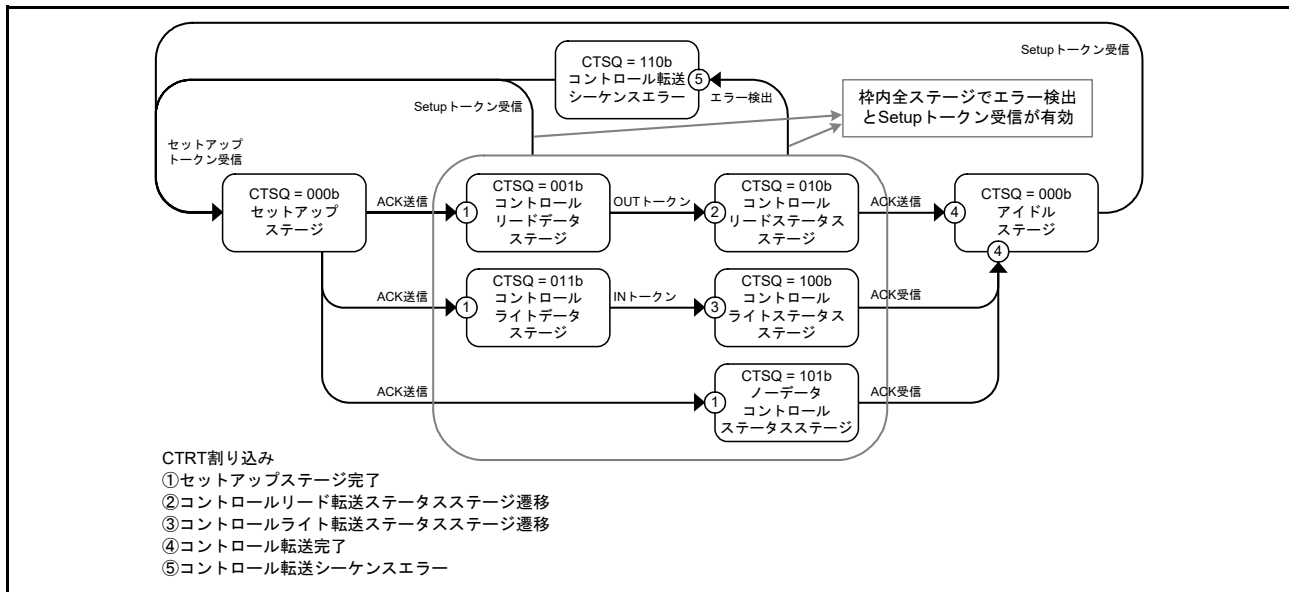 Setupトークン受信
CTSQ = 110b
コントロール転送
シーケンスエラー
⑤
エラー検出
Setupトークン受信
枠内全ステージでエラー検出
とSetupトークン受信が有効
セットアップ
トークン受信
CTSQ = 000b
セットアップ
ステージ
ACK送信
①
CTSQ = 001b
コントロール
リードデータ
ステージ
OUTトークン
②
CTSQ = 010b
コントロール
リードステータス
ステージ
ACK送信
④
CTSQ = 000b
アイドル
ステージ
④
ACK送信
①
CTSQ = 011b
コントロール
ライトデータ
ステージ
INトークン
③
CTSQ = 100b
コントロール
ライトステータス
ステージ
ACK受信
ACK送信
①
CTSQ = 101b
ノーデータ
コントロール
ステータスステージ
ACK受信
CTRT割り込み
①セットアップステージ完了
②コントロールリード転送ステータスステージ遷移
③コントロールライト転送ステータスステージ遷移
④コントロール転送完了
⑤コントロール転送シーケンスエラー